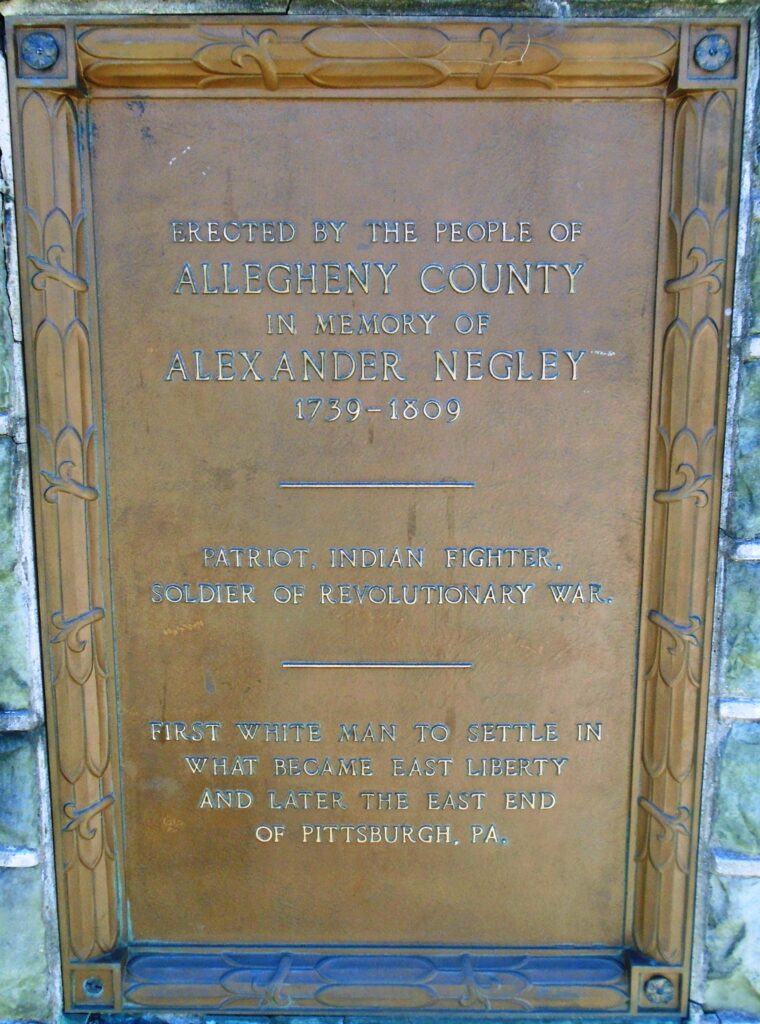 ERECTED BY THE PEOPLE OF
ALLEGHENY COUNTY
IN MEMORY OF
ALEXANDER NEGLEY
1739-1809
PATRIOT, INDIAN FIGHTER,
SOLDIER OF REVOLUTIONARY WAR.
FIRST WHITE MAN TO SETTLE IN
WHAT BECAME EAST LIBERTY
AND LATER THE EAST END
OF PITTSBURGH, PA.